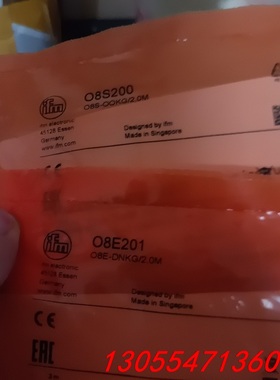 ifm
O8S200
O8S-OOKG/2.0M
ifm electronic
45128 Essen
Germany
www.ifm.com
Designed by ifm
Made in Singapore
CE
ifm
O8E201
O8E-DNKG/2.0M
ifm electronic
45128 Essen
Germany
www.ifm.com
Designed by ifm
Made in Singapore
CE
EAC
13055471360